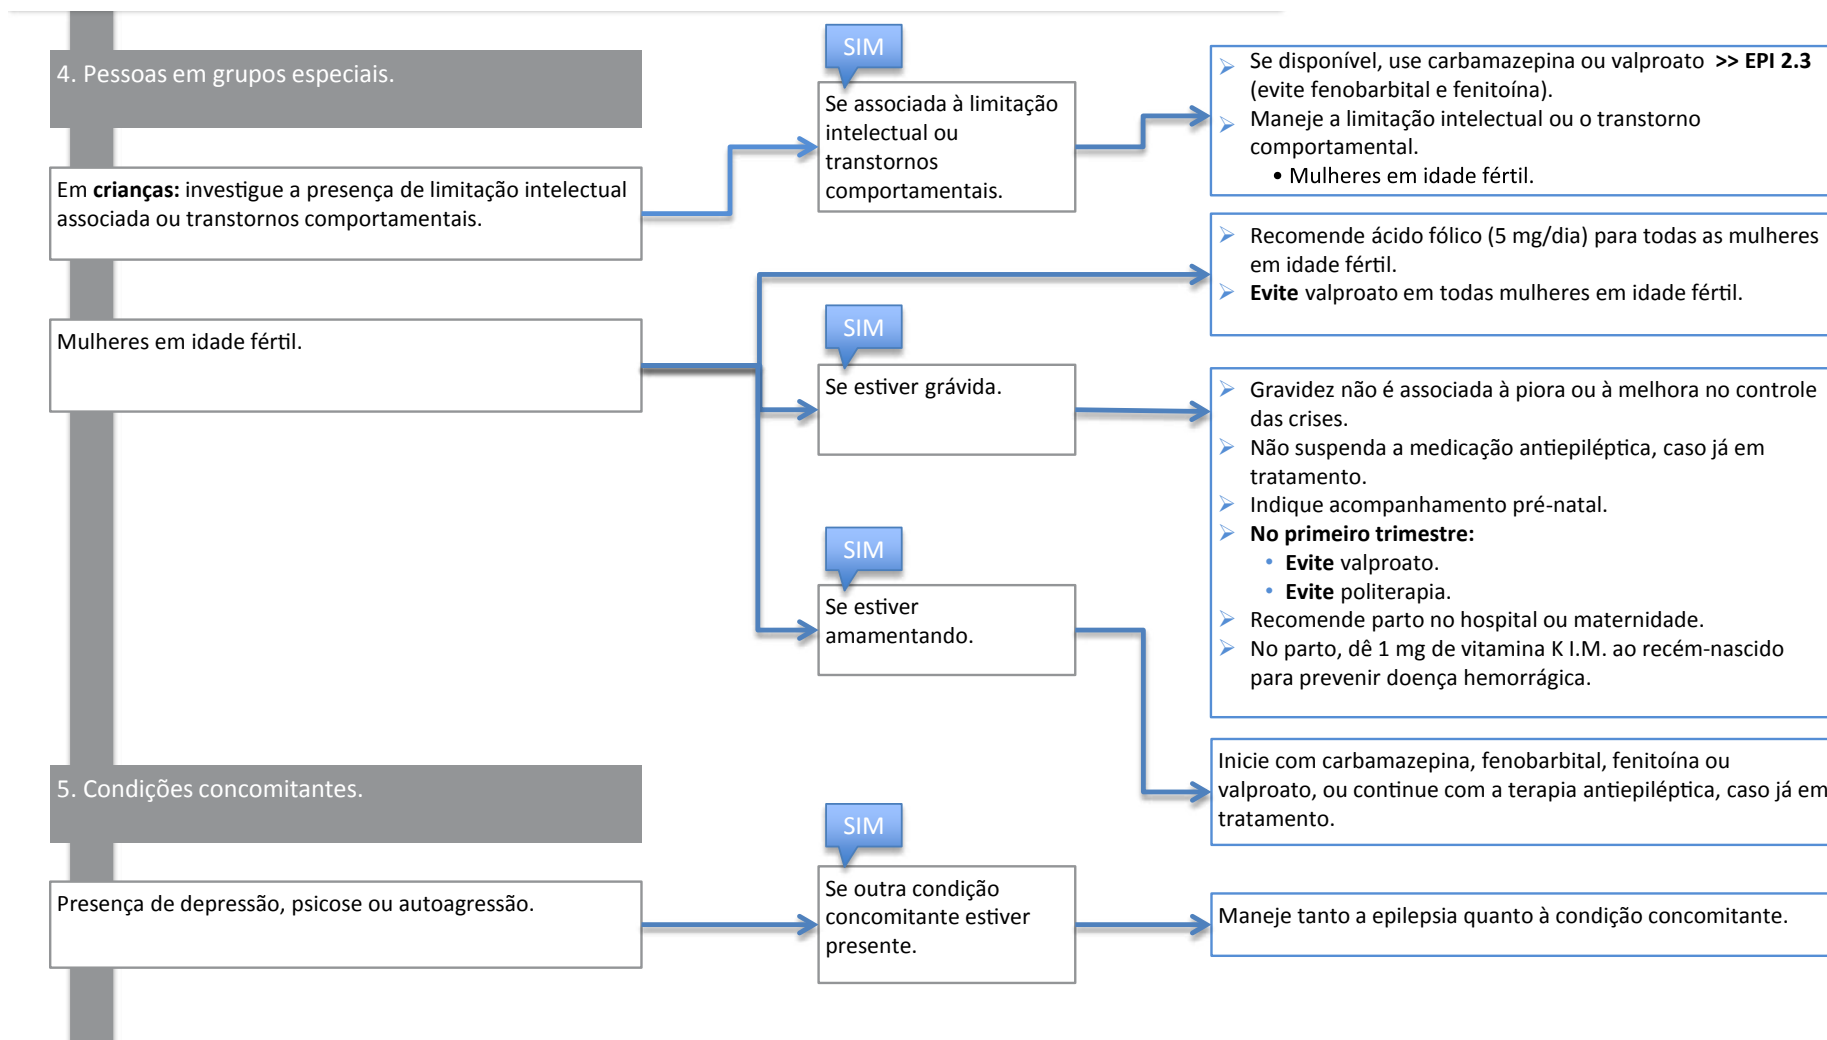 4. Pessoas em grupos especiais.
Em crianças: investigue a presença de limitação intelectual
associada ou transtornos comportamentais.
SIM
Se associada à limitação
intelectual ou
transtornos
comportamentais.
➢ Se disponível, use carbamazepina ou valproato >> EPI 2.3
(evite fenobarbital e fenitoína).
➢ Maneje a limitação intelectual ou o transtorno
comportamental.
• Mulheres em idade fértil.
Mulheres em idade fértil.
➢ Recomende ácido fólico (5 mg/dia) para todas as mulheres
em idade fértil.
➢ Evite valproato em todas mulheres em idade fértil.
SIM
Se estiver grávida.
➢ Gravidez não é associada à piora ou à melhora no controle
das crises.
➢ Não suspenda a medicação antiepiléptica, caso já em
tratamento.
➢ Indique acompanhamento pré-natal.
➢ No primeiro trimestre:
• Evite valproato.
• Evite politerapia.
➢ Recomende parto no hospital ou maternidade.
➢ No parto, dê 1 mg de vitamina K I.M. ao recém-nascido
para prevenir doença hemorrágica.
SIM
Se estiver
amamentando.
Inicie com carbamazepina, fenobarbital, fenitoína ou
valproato, ou continue com a terapia antiepiléptica, caso já em
tratamento.
5. Condições concomitantes.
Presença de depressão, psicose ou autoagressão.
SIM
Se outra condição
concomitante estiver
presente.
Maneje tanto a epilepsia quanto à condição concomitante.